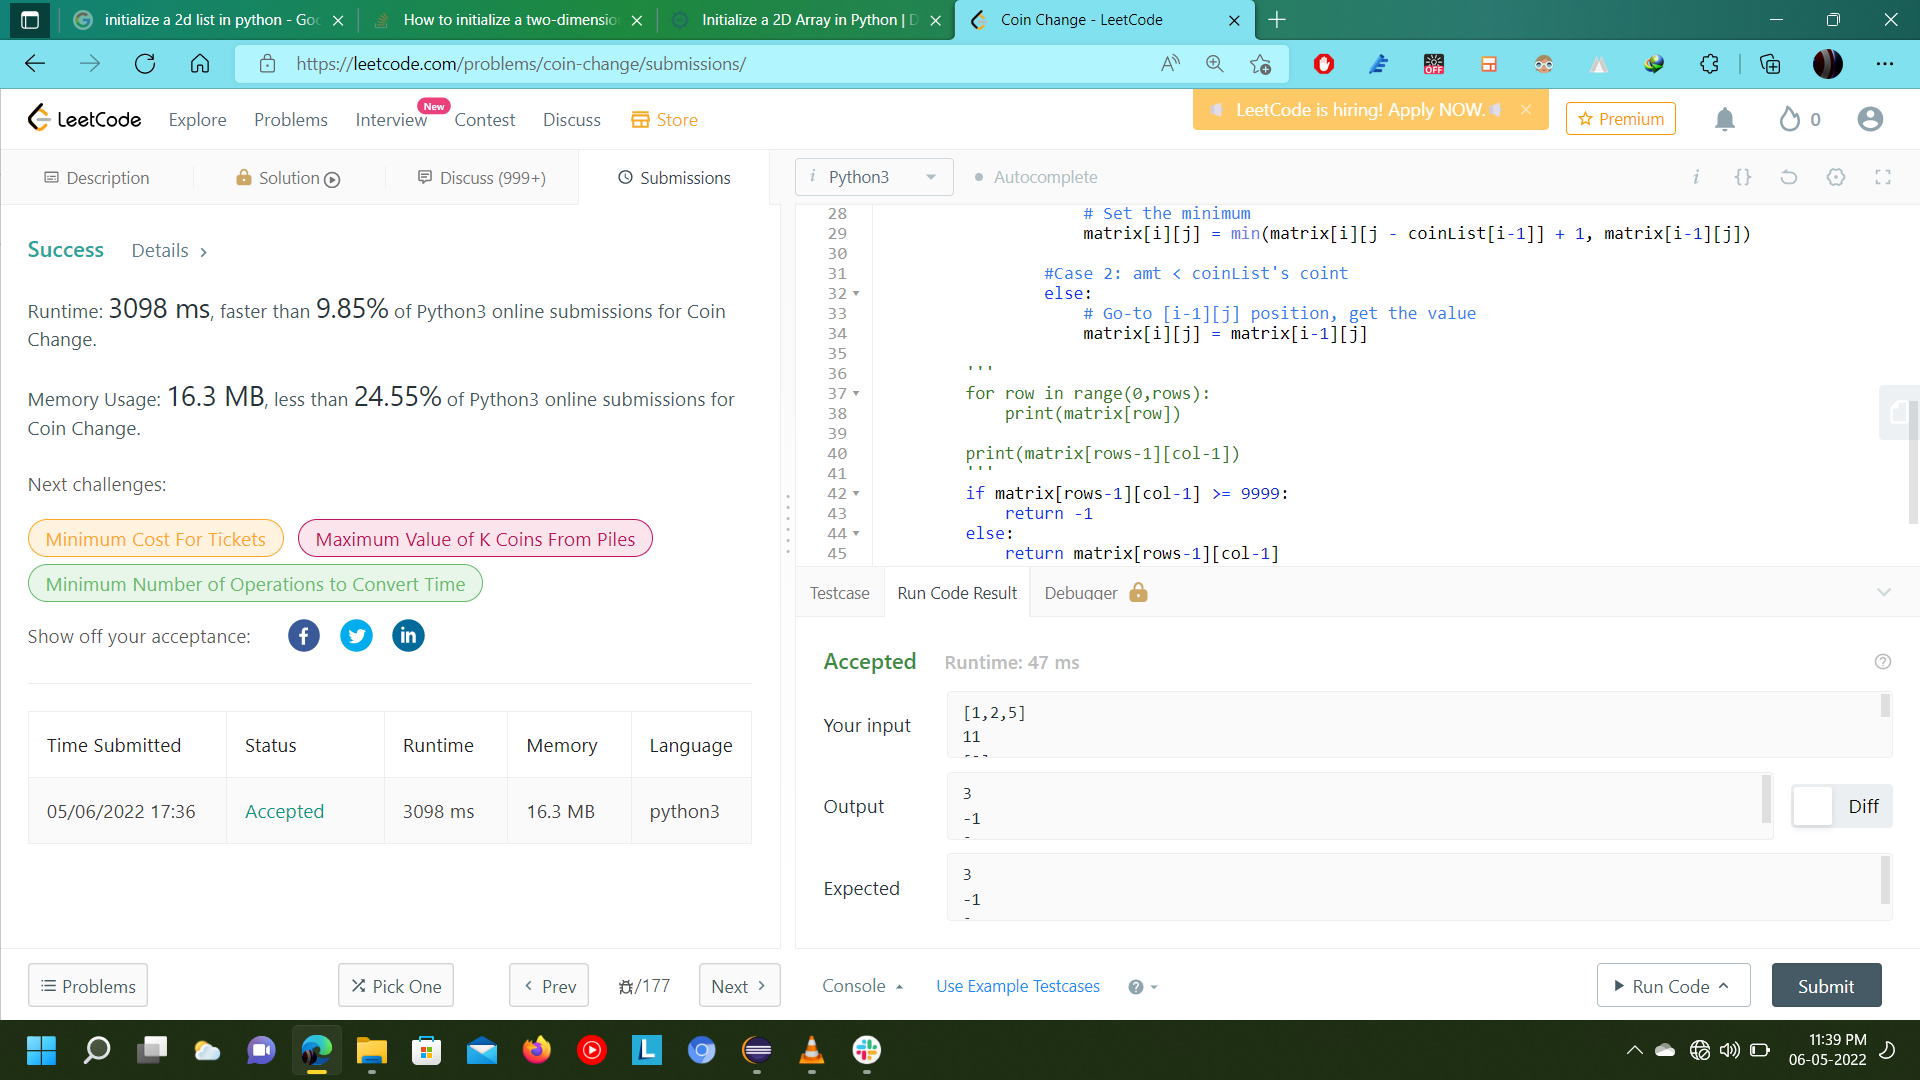 initialize a 2d list in python - Goo
How to initialize a two-dimensio
Initialize a 2D Array in Python | D
Coin Change - LeetCode
https://leetcode.com/problems/coin-change/submissions/
OFF
LeetCode
Explore
Problems
Interview
New
Contest
Discuss
Store
LeetCode is hiring! Apply NOW.
Premium
0
Description
Solution
Discuss (999+)
Submissions
i Python3
Autocomplete
i
{}
Success
Details >
Runtime: 3098 ms, faster than 9.85% of Python3 online submissions for Coin
Change.
Memory Usage: 16.3 MB, less than 24.55% of Python3 online submissions for
Coin Change.
Next challenges:
Minimum Cost For Tickets
Maximum Value of K Coins From Piles
Minimum Number of Operations to Convert Time
Show off your acceptance:
Time Submitted Status Runtime Memory Language
05/06/2022 17:36 Accepted 3098 ms 16.3 MB python3
28 # Set the minimum
29 matrix[i][j] = min(matrix[i][j - coinList[i-1]] + 1, matrix[i-1][j])
30
31 #Case 2: amt < coinList's coint
32 else:
33 # Go-to [i-1][j] position, get the value
34 matrix[i][j] = matrix[i-1][j]
35
36 '''
37 for row in range(0,rows):
38 print(matrix[row])
39
40 print(matrix[rows-1][col-1])
41 '''
42 if matrix[rows-1][col-1] >= 9999:
43 return -1
44 else:
45 return matrix[rows-1][col-1]
Testcase
Run Code Result
Debugger
Accepted
Runtime: 47 ms
Your input
[1,2,5]
11
Output
3
-1
Diff
Expected
3
-1
Problems
Pick One
< Prev
/177
Next >
Console
Use Example Testcases
Run Code
Submit
L
11:39 PM
06-05-2022